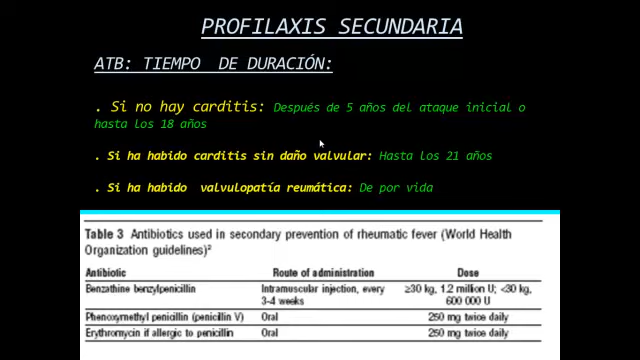 PROFILAXIS SECUNDARIA
ATB: TIEMPO DE DURACIÓN:
. Si no hay carditis: Después de 5 años del ataque inicial o
hasta los 18 años
. Si ha habido carditis sin daño valvular: Hasta los 21 años
. Si ha habido valvulopatía reumática: De por vida
Table 3 Antibiotics used in secondary prevention of rheumatic fever (World Health
Organization guidelines)²
Antibiotic Route of administration Dose
Benzathine benzylpenicillin Intramuscular injection, every ≥30 kg, 1.2 million U; <30 kg,
3-4 weeks 600 000 U
Phenoxymethyl penicillin (penicillin V) Oral 250 mg twice daily
Erythromycin if allergic to penicillin Oral 250 mg twice daily